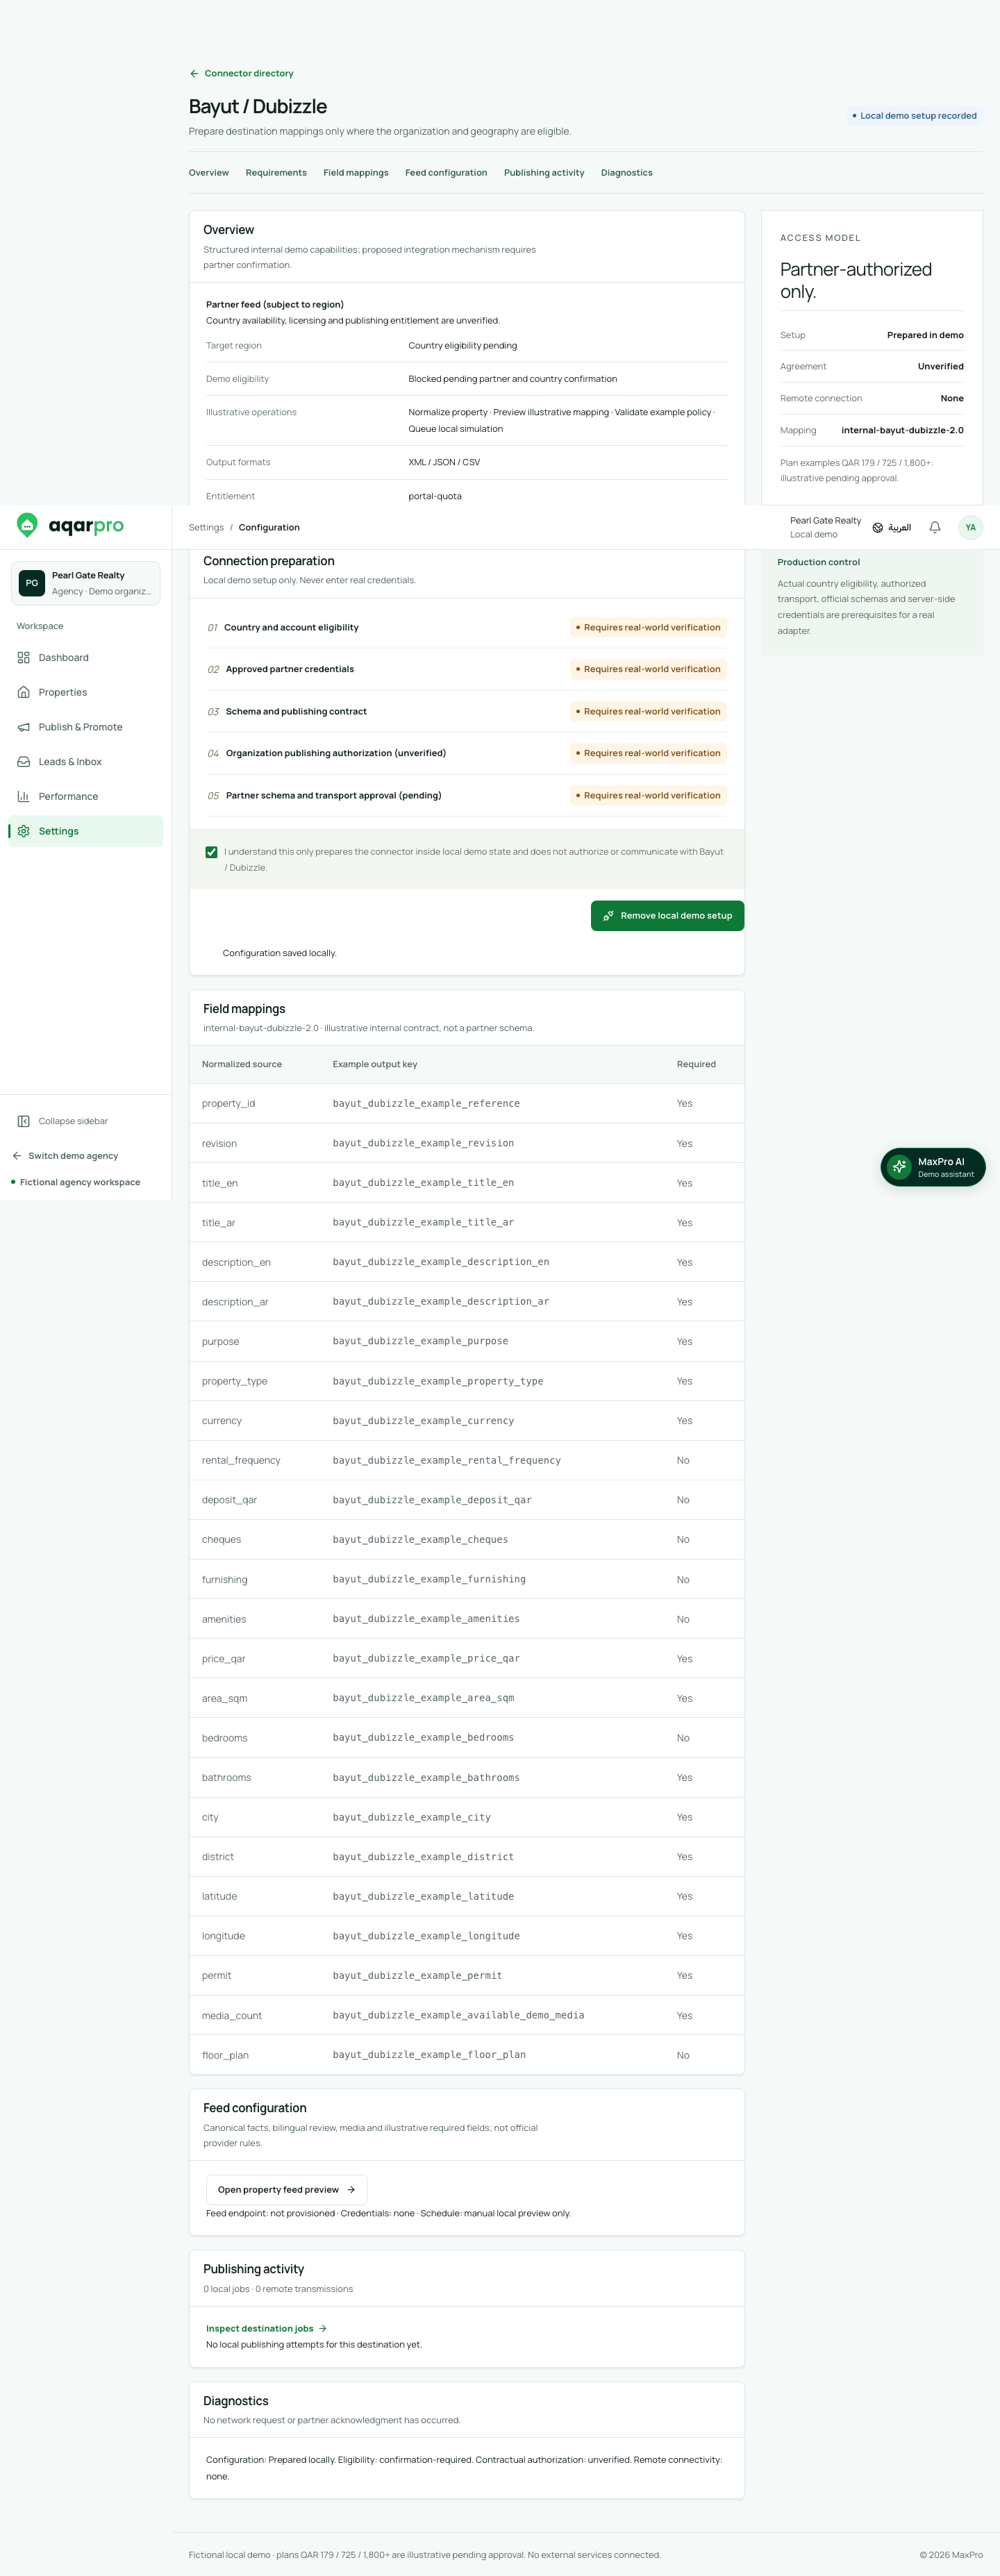 Connector directory
Bayut / Dubizzle
Prepare destination mappings only where the organization and geography are eligible.
Local demo setup recorded
Overview Requirements Field mappings Feed configuration Publishing activity Diagnostics
Overview
Structured internal demo capabilities; proposed integration mechanism requires
partner confirmation.
Partner feed (subject to region)
Country availability, licensing and publishing entitlement are unverified.
Target region Country eligibility pending
Demo eligibility Blocked pending partner and country confirmation
Illustrative operations Normalize property · Preview illustrative mapping · Validate example policy ·
Queue local simulation
Output formats XML / JSON / CSV
Entitlement portal-quota
ACCESS MODEL
Partner-authorized
only.
Setup Prepared in demo
Agreement Unverified
Remote connection None
Mapping internal-bayut-dubizzle-2.0
Plan examples QAR 179 / 725 / 1,800+:
illustrative pending approval.
aqarpro
Settings / Configuration
Pearl Gate Realty
Local demo
العربية
YA
PG
Pearl Gate Realty
Agency · Demo organiz...
Workspace
Dashboard
Properties
Publish & Promote
Leads & Inbox
Performance
Settings
Collapse sidebar
Switch demo agency
Fictional agency workspace
Connection preparation
Local demo setup only. Never enter real credentials.
01 Country and account eligibility Requires real-world verification
02 Approved partner credentials Requires real-world verification
03 Schema and publishing contract Requires real-world verification
04 Organization publishing authorization (unverified) Requires real-world verification
05 Partner schema and transport approval (pending) Requires real-world verification
I understand this only prepares the connector inside local demo state and does not authorize or communicate with Bayut
/ Dubizzle.
Remove local demo setup
Configuration saved locally.
Production control
Actual country eligibility, authorized
transport, official schemas and server-side
credentials are prerequisites for a real
adapter.
Field mappings
internal-bayut-dubizzle-2.0 · illustrative internal contract, not a partner schema.
Normalized source Example output key Required
property_id bayut_dubizzle_example_reference Yes
revision bayut_dubizzle_example_revision Yes
title_en bayut_dubizzle_example_title_en Yes
title_ar bayut_dubizzle_example_title_ar Yes
description_en bayut_dubizzle_example_description_en Yes
description_ar bayut_dubizzle_example_description_ar Yes
purpose bayut_dubizzle_example_purpose Yes
property_type bayut_dubizzle_example_property_type Yes
currency bayut_dubizzle_example_currency Yes
rental_frequency bayut_dubizzle_example_rental_frequency No
deposit_qar bayut_dubizzle_example_deposit_qar No
cheques bayut_dubizzle_example_cheques No
furnishing bayut_dubizzle_example_furnishing No
amenities bayut_dubizzle_example_amenities No
price_qar bayut_dubizzle_example_price_qar Yes
area_sqm bayut_dubizzle_example_area_sqm Yes
bedrooms bayut_dubizzle_example_bedrooms No
bathrooms bayut_dubizzle_example_bathrooms Yes
city bayut_dubizzle_example_city Yes
district bayut_dubizzle_example_district Yes
latitude bayut_dubizzle_example_latitude Yes
longitude bayut_dubizzle_example_longitude Yes
permit bayut_dubizzle_example_permit Yes
media_count bayut_dubizzle_example_available_demo_media Yes
floor_plan bayut_dubizzle_example_floor_plan No
MaxPro AI
Demo assistant
Feed configuration
Canonical facts, bilingual review, media and illustrative required fields; not official
provider rules.
Open property feed preview
Feed endpoint: not provisioned · Credentials: none · Schedule: manual local preview only.
Publishing activity
0 local jobs · 0 remote transmissions
Inspect destination jobs
No local publishing attempts for this destination yet.
Diagnostics
No network request or partner acknowledgment has occurred.
Configuration: Prepared locally. Eligibility: confirmation-required. Contractual authorization: unverified. Remote connectivity:
none.
Fictional local demo · plans QAR 179 / 725 / 1,800+ are illustrative pending approval. No external services connected.
© 2026 MaxPro